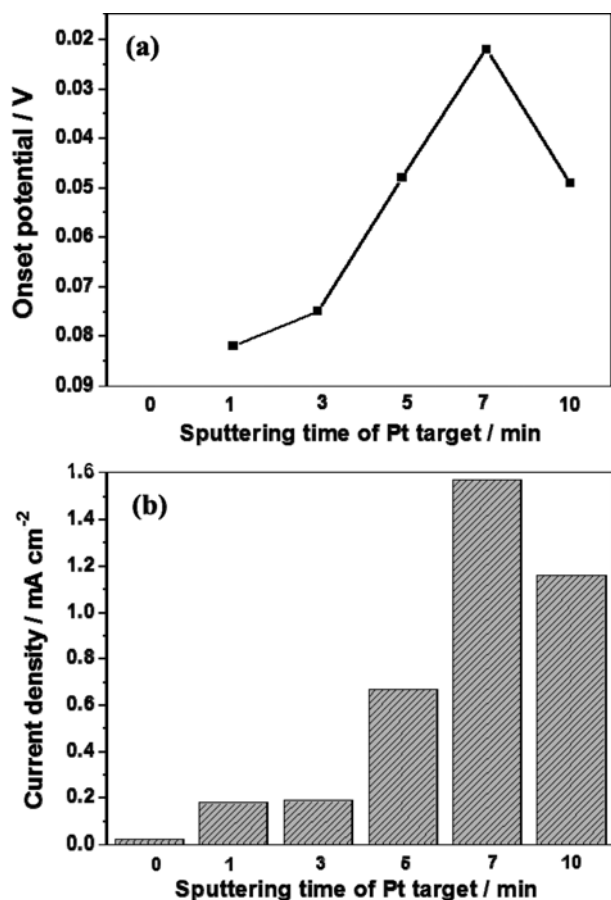 (a)
Onset potential / V
0.02
0.03
0.04
0.05
0.06
0.07
0.08
0.09
0 1 3 5 7 10
Sputtering time of Pt target / min
(b)
Current density / mA cm⁻²
1.6
1.4
1.2
1.0
0.8
0.6
0.4
0.2
0.0
0 1 3 5 7 10
Sputtering time of Pt target / min